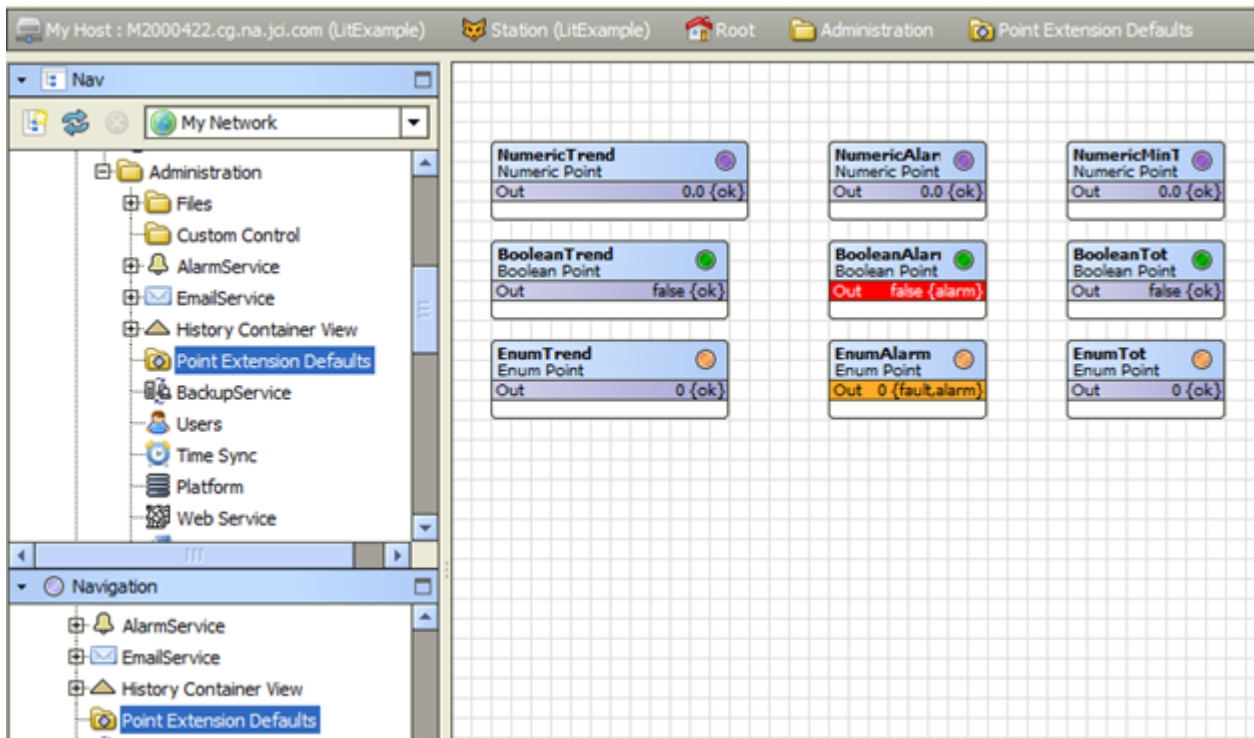 My Host : M2000422.cg.na.jci.com (LitExample) Station (LitExample) Root Administration Point Extension Defaults
Nav
My Network
Administration
Files
Custom Control
AlarmService
EmailService
History Container View
Point Extension Defaults
BackupService
Users
Time Sync
Platform
Web Service
Navigation
AlarmService
EmailService
History Container View
Point Extension Defaults
NumericTrend
Numeric Point
Out 0.0 {ok}
NumericAlar
Numeric Point
Out 0.0 {ok}
NumericMinT
Numeric Point
Out 0.0 {ok}
BooleanTrend
Boolean Point
Out false {ok}
BooleanAlar
Boolean Point
Out false {alarm}
BooleanTot
Boolean Point
Out false {ok}
EnumTrend
Enum Point
Out 0 {ok}
EnumAlarm
Enum Point
Out 0 {fault,alarm}
EnumTot
Enum Point
Out 0 {ok}